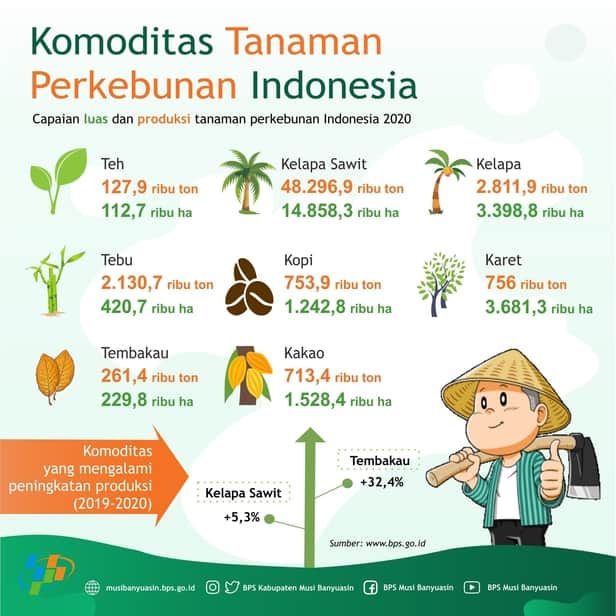 Komoditas Tanaman
Perkebunan Indonesia
Capaian luas dan produksi tanaman perkebunan Indonesia 2020
Teh
127,9 ribu ton
112,7 ribu ha
Kelapa Sawit
48.296,9 ribu ton
14.858,3 ribu ha
Kelapa
2.811,9 ribu ton
3.398,8 ribu ha
Tebu
2.130,7 ribu ton
420,7 ribu ha
Kopi
753,9 ribu ton
1.242,8 ribu ha
Karet
756 ribu ton
3.681,3 ribu ha
Tembakau
261,4 ribu ton
229,8 ribu ha
Kakao
713,4 ribu ton
1.528,4 ribu ha
Komoditas
yang mengalami
peningkatan produksi
(2019-2020)
Kelapa Sawit
+5,3%
Tembakau
+32,4%
Sumber: www.bps.go.id
musibanyuasin.bps.go.id
BPS Kabupaten Musi Banyuasin
BPS Musi Banyuasin
BPS Musi Banyuasin